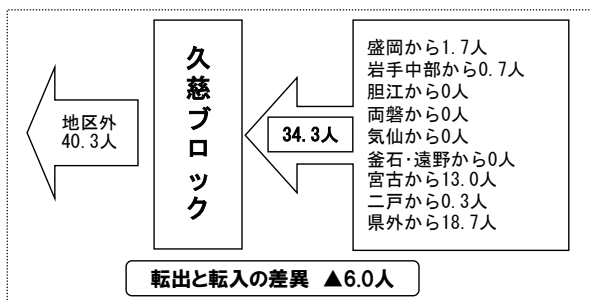 地区外
40.3人
久慈ブロック
34.3人
盛岡から1.7人
岩手中部から0.7人
胆江から0人
両磐から0人
気仙から0人
釜石・遠野から0人
宮古から13.0人
二戸から0.3人
県外から18.7人
転出と転入の差異 ▲6.0人